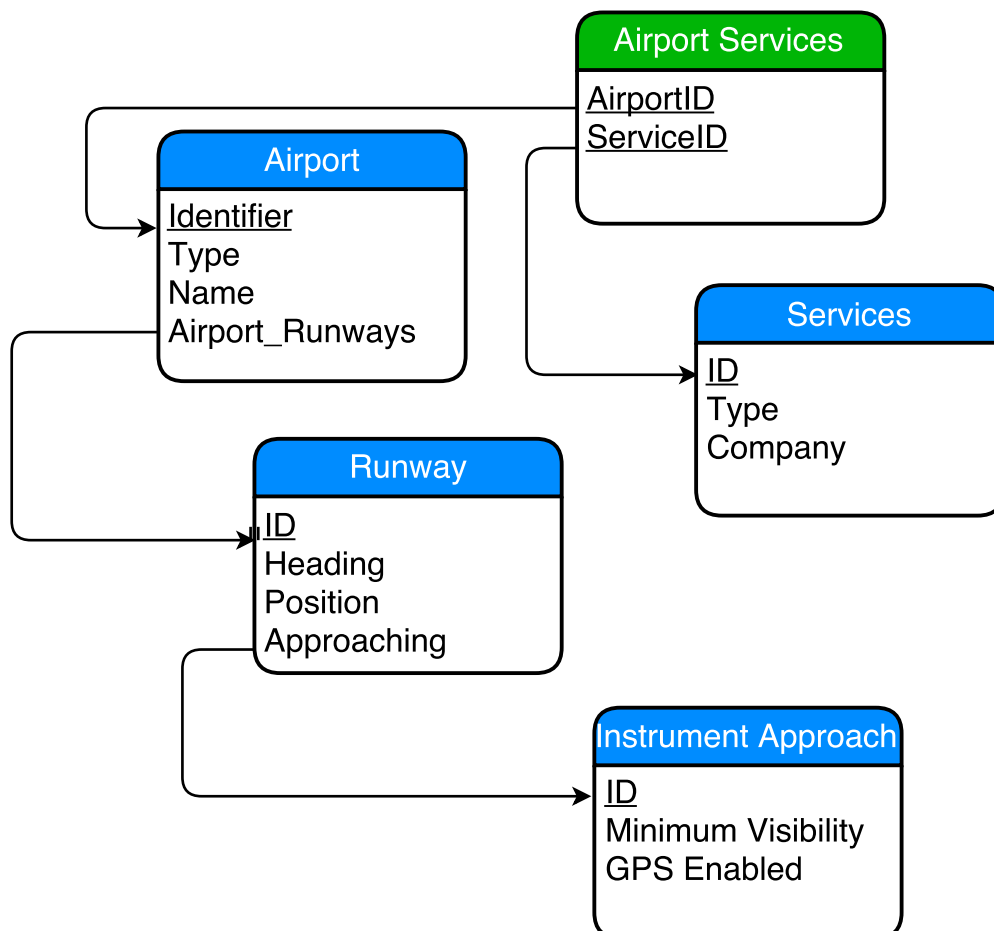 Airport Services
AirportID
ServiceID
Airport
Identifier
Type
Name
Airport_Runways
Services
ID
Type
Company
Runway
ID
Heading
Position
Approaching
Instrument Approach
ID
Minimum Visibility
GPS Enabled